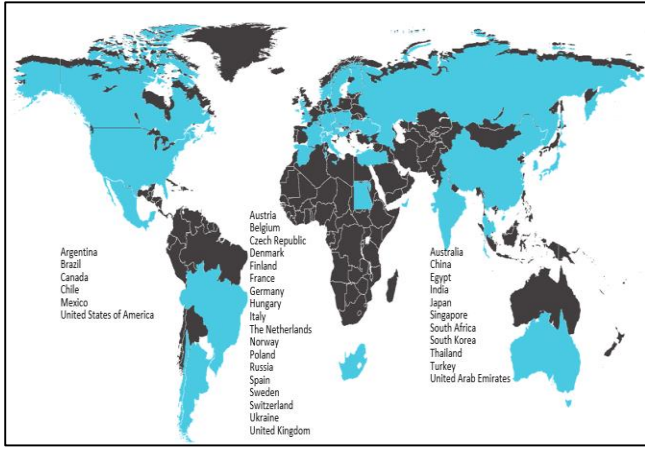 Argentina
Brazil
Canada
Chile
Mexico
United States of America
Austria
Belgium
Czech Republic
Denmark
Finland
France
Germany
Hungary
Italy
The Netherlands
Norway
Poland
Russia
Spain
Sweden
Switzerland
Ukraine
United Kingdom
Australia
China
Egypt
India
Japan
Singapore
South Africa
South Korea
Thailand
Turkey
United Arab Emirates